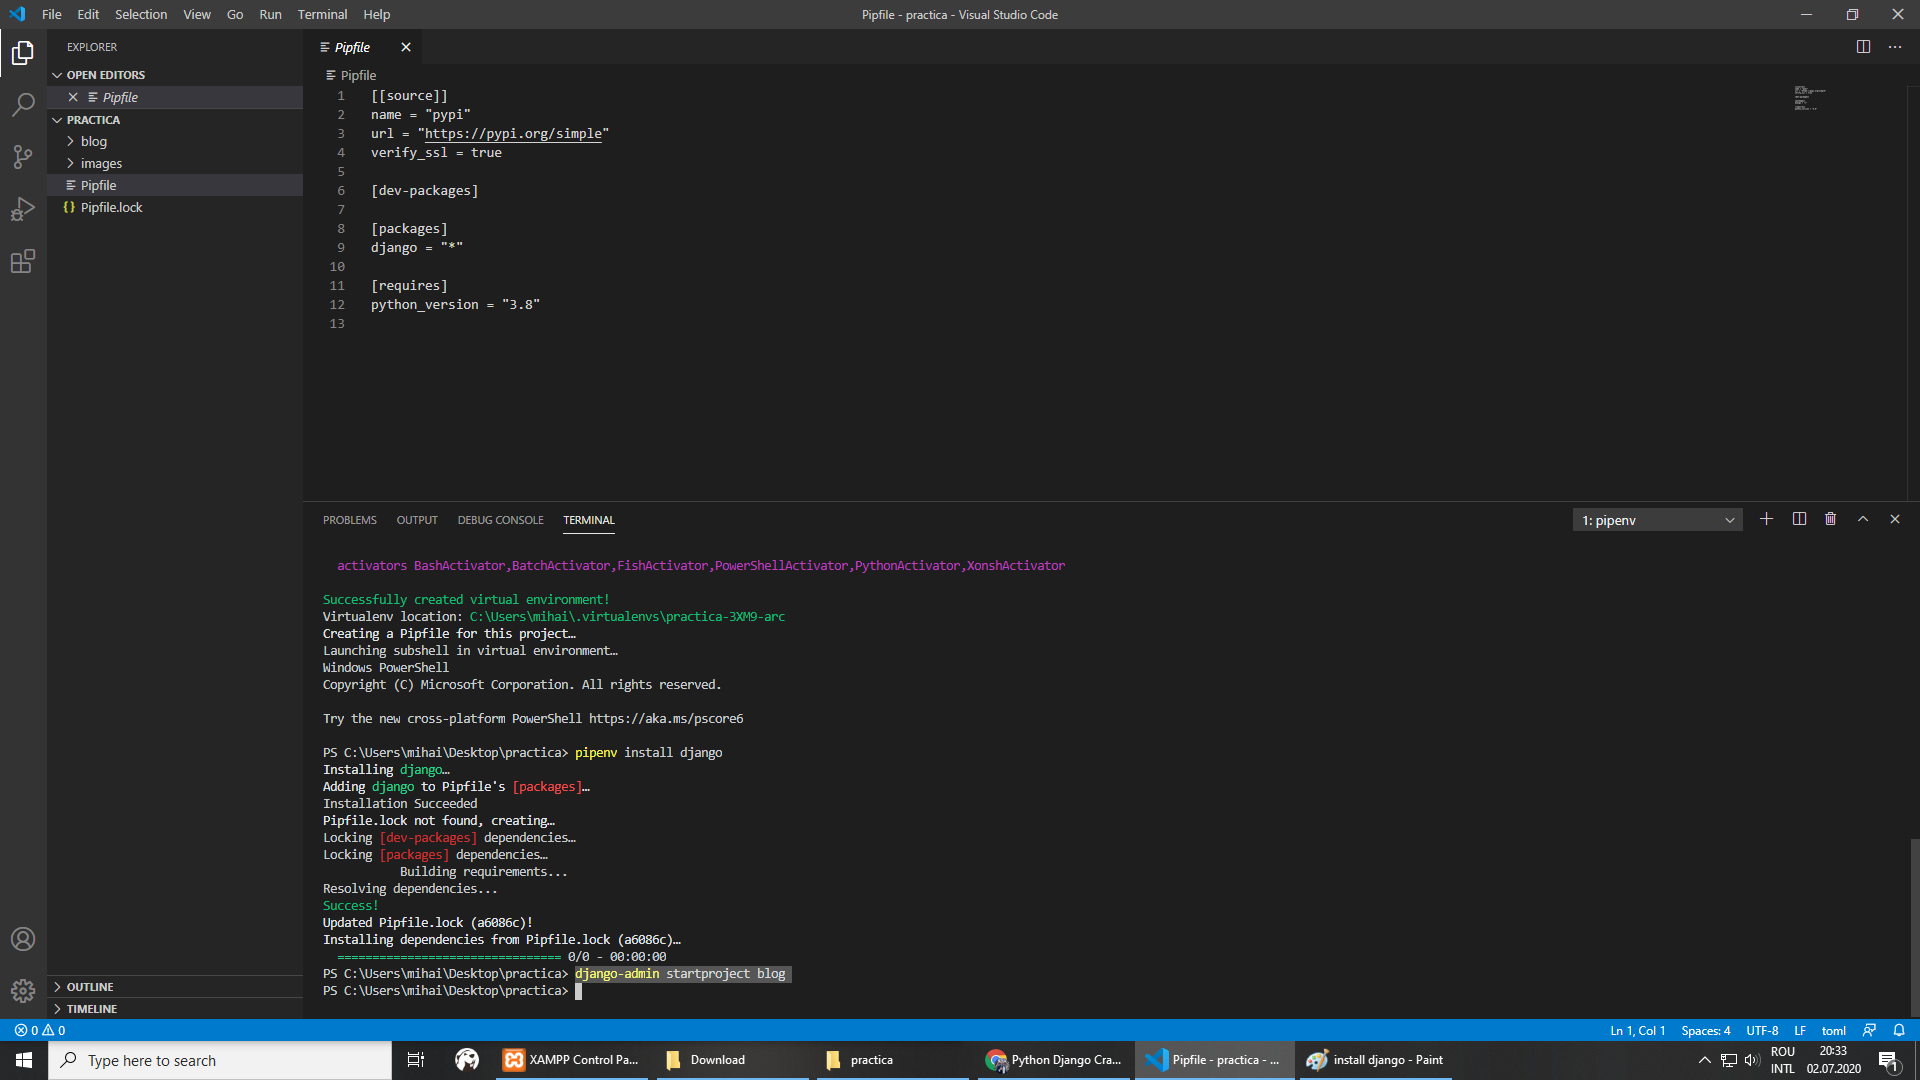 File Edit Selection View Go Run Terminal Help
Pipfile - practica - Visual Studio Code
EXPLORER
OPEN EDITORS
Pipfile
PRACTICA
blog
images
Pipfile
{} Pipfile.lock
OUTLINE
TIMELINE
Pipfile
Pipfile
1 [[source]]
2 name = "pypi"
3 url = "https://pypi.org/simple"
4 verify_ssl = true
5
6 [dev-packages]
7
8 [packages]
9 django = "*"
10
11 [requires]
12 python_version = "3.8"
13
PROBLEMS OUTPUT DEBUG CONSOLE TERMINAL
1: pipenv
activators BashActivator,BatchActivator,FishActivator,PowerShellActivator,PythonActivator,XonshActivator
Successfully created virtual environment!
Virtualenv location: C:\Users\mihai\.virtualenvs\practica-3XM9-arc
Creating a Pipfile for this project…
Launching subshell in virtual environment…
Windows PowerShell
Copyright (C) Microsoft Corporation. All rights reserved.
Try the new cross-platform PowerShell https://aka.ms/pscore6
PS C:\Users\mihai\Desktop\practica> pipenv install django
Installing django…
Adding django to Pipfile's [packages]…
Installation Succeeded
Pipfile.lock not found, creating…
Locking [dev-packages] dependencies…
Locking [packages] dependencies…
Building requirements...
Resolving dependencies...
Success!
Updated Pipfile.lock (a6086c)!
Installing dependencies from Pipfile.lock (a6086c)…
================================ 0/0 - 00:00:00
PS C:\Users\mihai\Desktop\practica> django-admin startproject blog
PS C:\Users\mihai\Desktop\practica>
0 0
Ln 1, Col 1 Spaces: 4 UTF-8 LF toml
Type here to search
XAMPP Control Pa...
Download
practica
Python Django Cra...
Pipfile - practica - ...
install django - Paint
ROU
INTL
20:33
02.07.2020
1